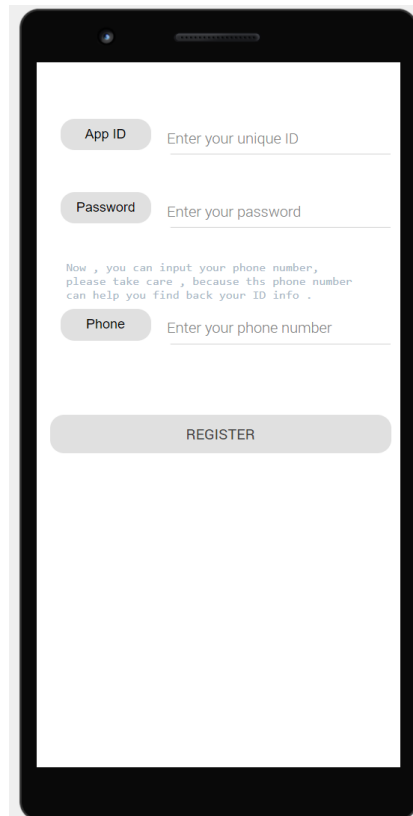 App ID
Enter your unique ID
Password
Enter your password
Now , you can input your phone number,
please take care , because ths phone number
can help you find back your ID info .
Phone
Enter your phone number
REGISTER